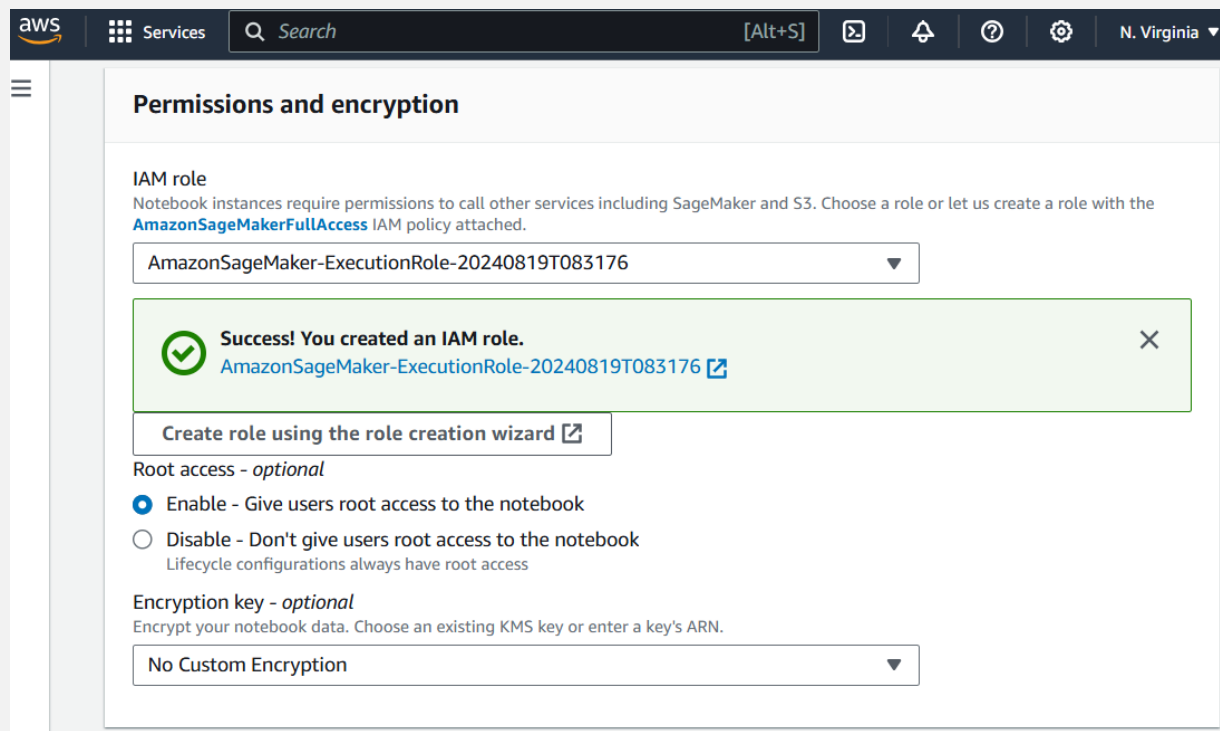 aws Services Search [Alt+S] N. Virginia
Permissions and encryption
IAM role
Notebook instances require permissions to call other services including SageMaker and S3. Choose a role or let us create a role with the
AmazonSageMakerFullAccess IAM policy attached.
AmazonSageMaker-ExecutionRole-20240819T083176
Success! You created an IAM role.
AmazonSageMaker-ExecutionRole-20240819T083176
Create role using the role creation wizard
Root access - optional
Enable - Give users root access to the notebook
Disable - Don't give users root access to the notebook
Lifecycle configurations always have root access
Encryption key - optional
Encrypt your notebook data. Choose an existing KMS key or enter a key's ARN.
No Custom Encryption